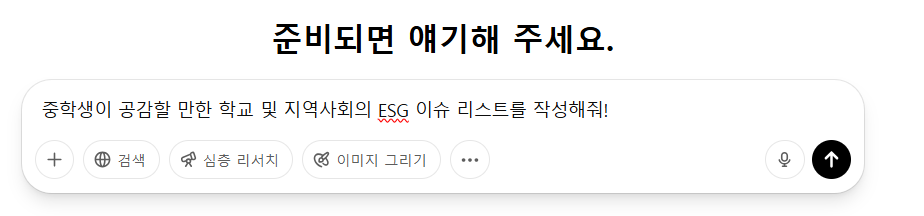 준비되면 얘기해 주세요.
중학생이 공감할 만한 학교 및 지역사회의 ESG 이슈 리스트를 작성해줘!
검색 심층 리서치 이미지 그리기